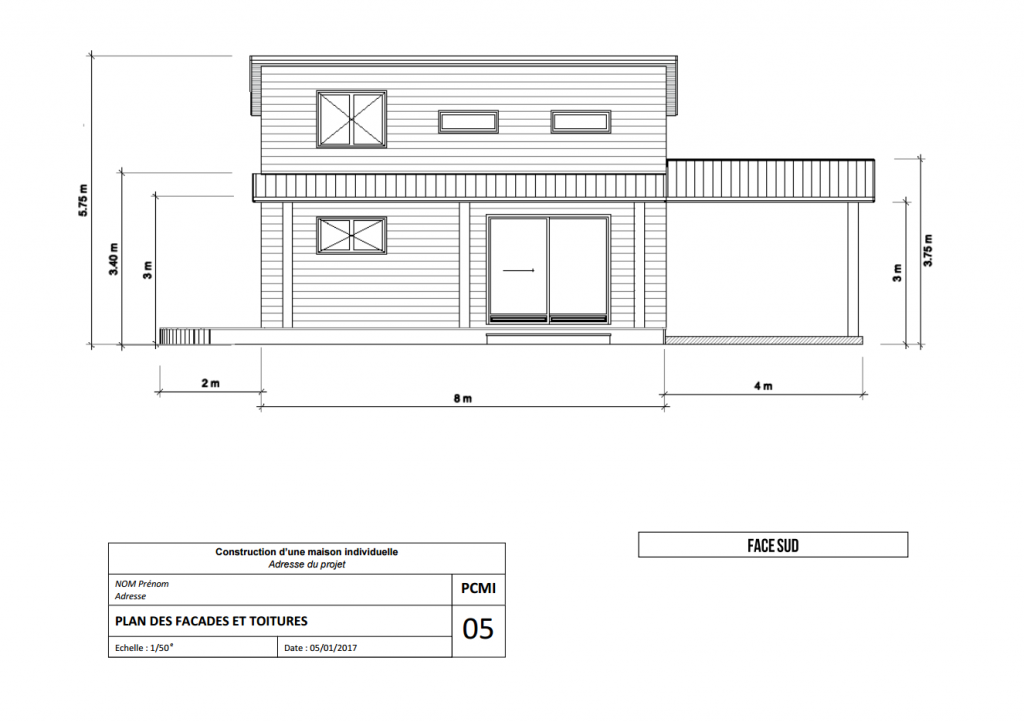 5.75 m
3.40 m
3 m
3 m
3.75 m
2 m
8 m
4 m
FACE SUD
Construction d'une maison individuelle
Adresse du projet
NOM Prénom
Adresse
PCMI
PLAN DES FACADES ET TOITURES
05
Echelle : 1/50e
Date : 05/01/2017